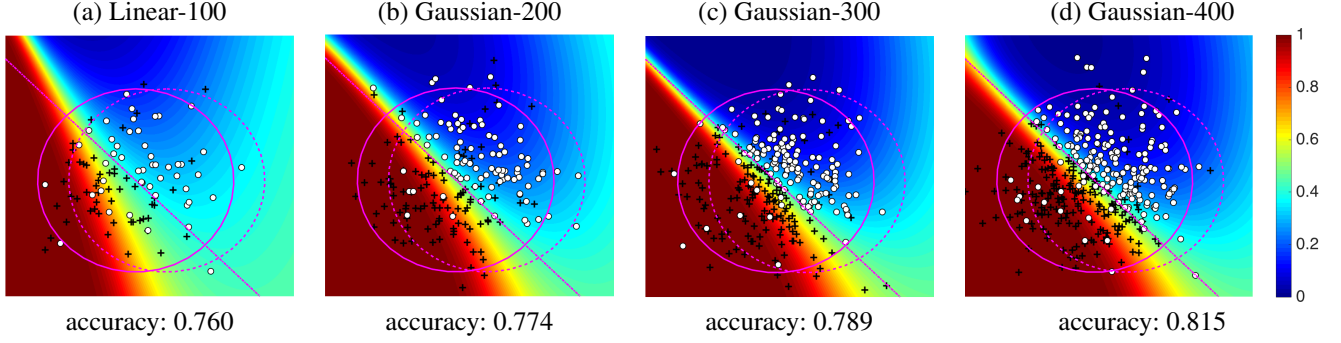 (a) Linear-100
(b) Gaussian-200
(c) Gaussian-300
(d) Gaussian-400
1
0.8
0.6
0.4
0.2
0
accuracy: 0.760
accuracy: 0.774
accuracy: 0.789
accuracy: 0.815